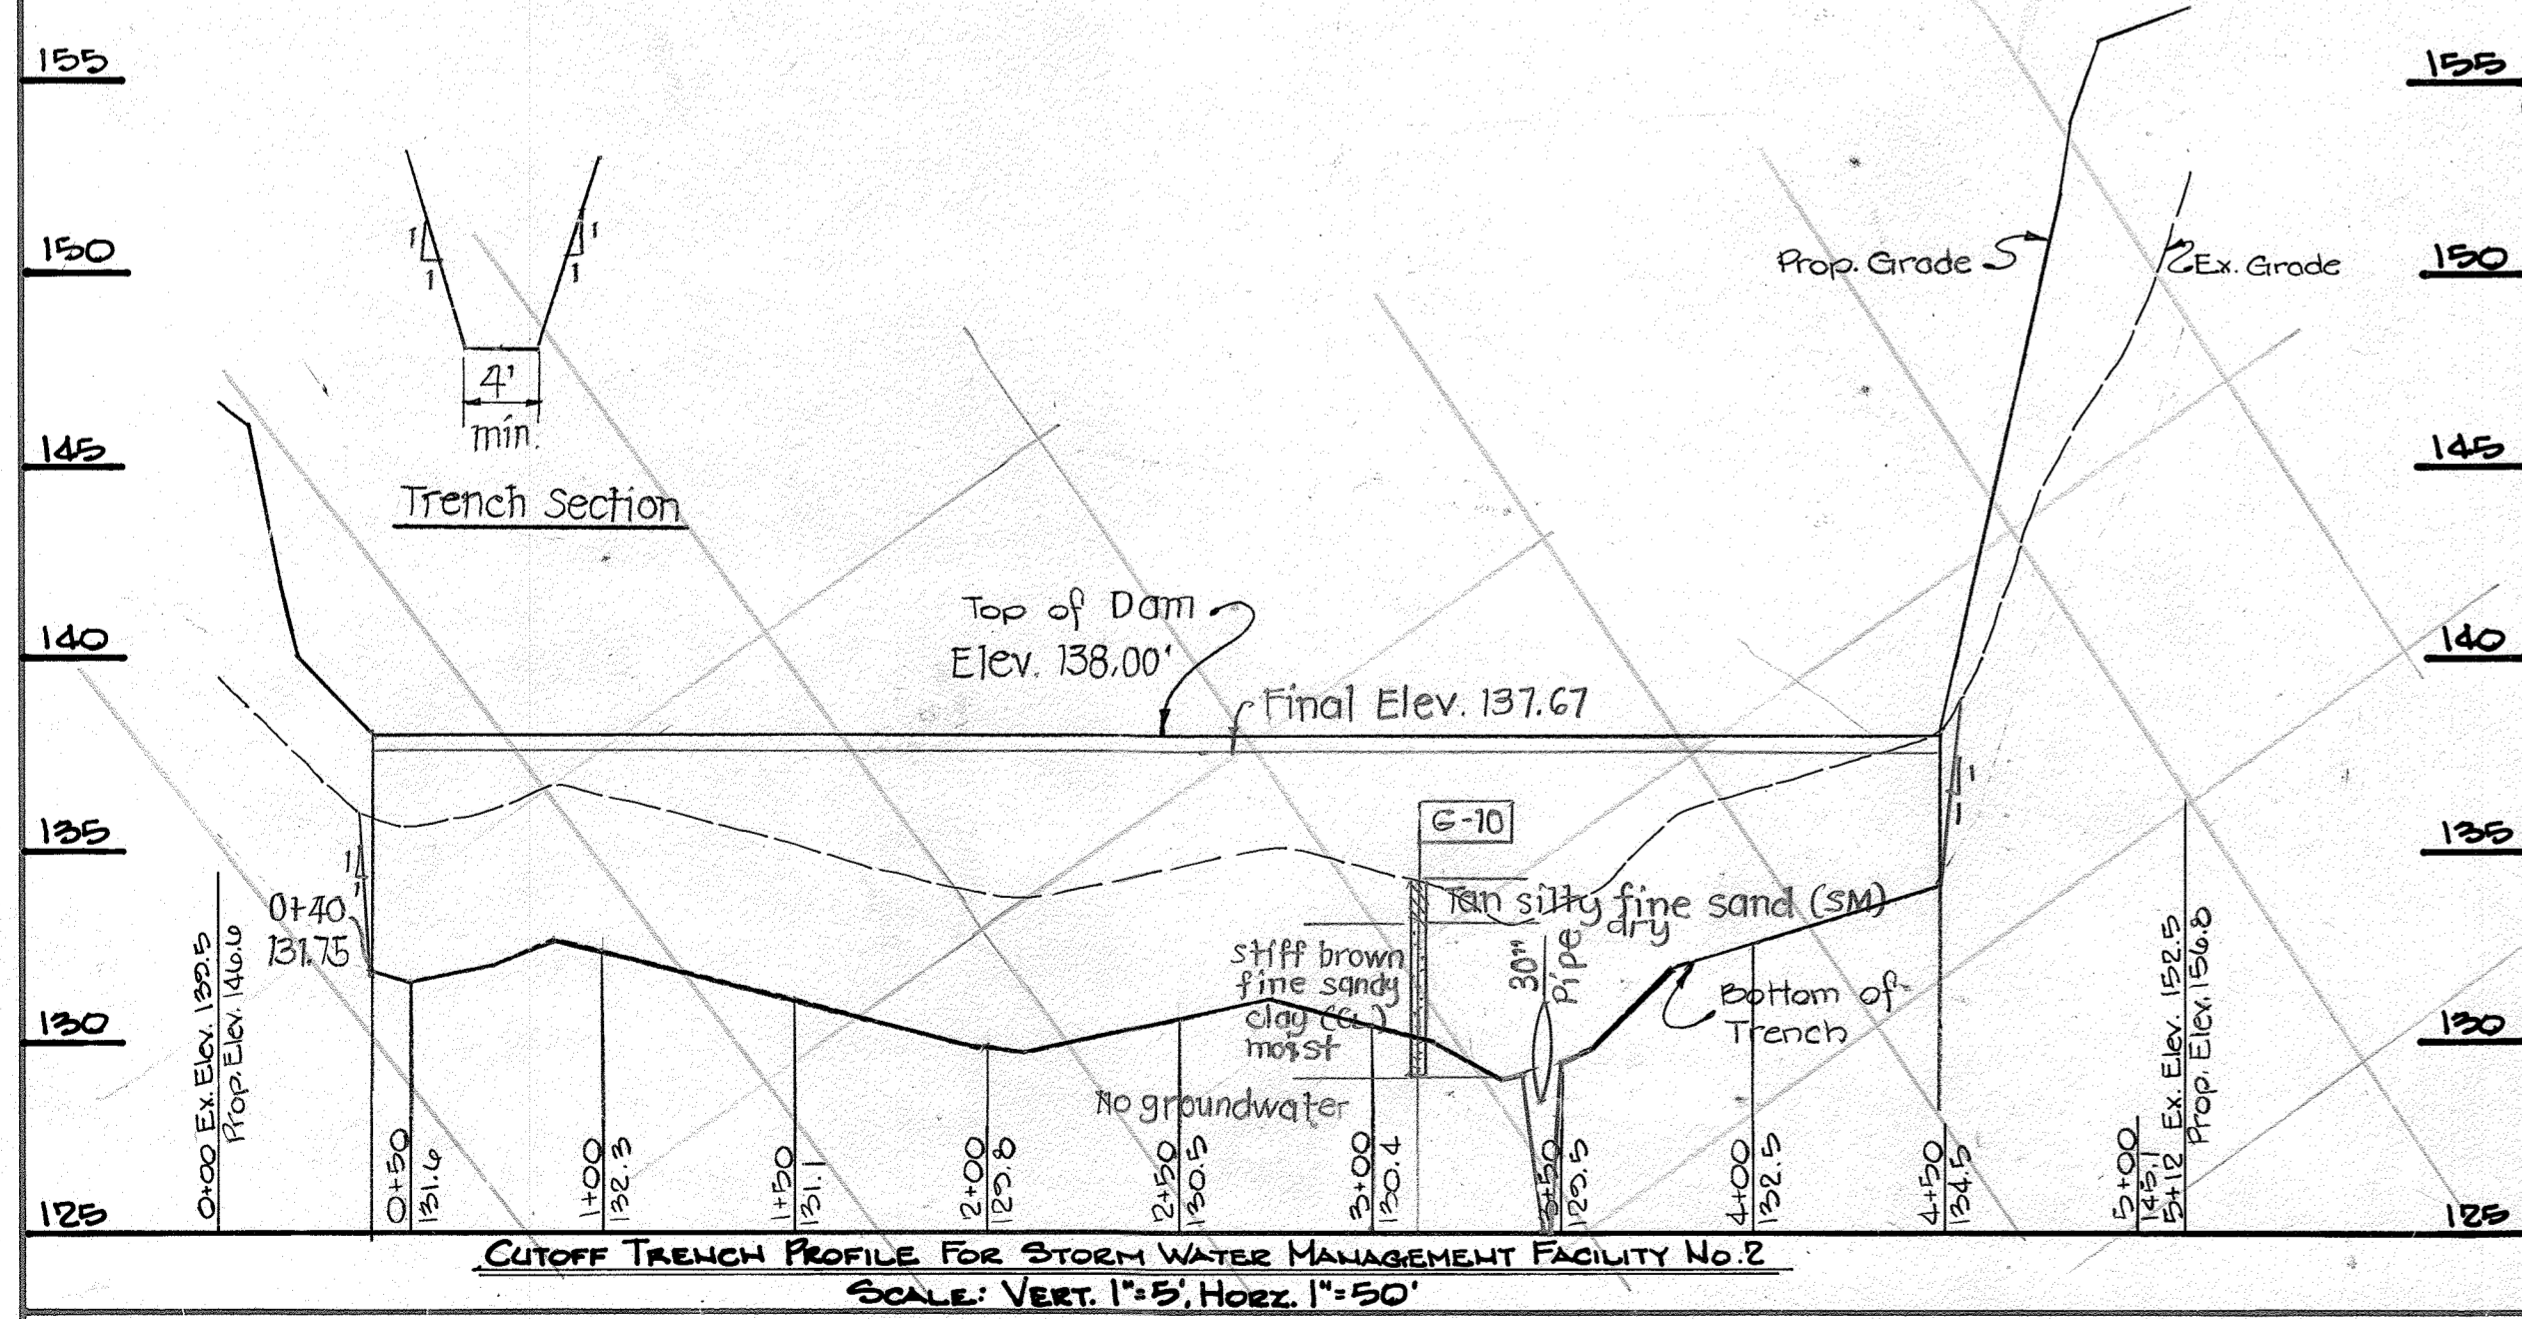 155
155
150
150
145
145
140
140
135
135
130
130
125
125
1
1
1
1
4'
min.
Trench Section
Prop. Grade
Ex. Grade
Top of Dam
Elev. 138.00'
Final Elev. 137.67
G-10
Tan silty fine sand (SM)
dry
stiff brown
fine sandy
clay (CL)
moist
No groundwater
30"
Pipe
Bottom of
Trench
1
1
1
1
0+40
131.75
0+00 Ex. Elev. 139.5
Prop. Elev. 146.6
0+50
131.6
1+00
132.3
1+50
131.1
2+00
129.8
2+50
130.5
3+00
130.4
3+50
129.5
4+00
132.5
4+50
134.5
5+00
145.1
5+12 Ex. Elev. 152.5
Prop. Elev. 156.8
CUTOFF TRENCH PROFILE FOR STORM WATER MANAGEMENT FACILITY No. 2
SCALE: VERT. 1"=5', HORZ. 1"=50'